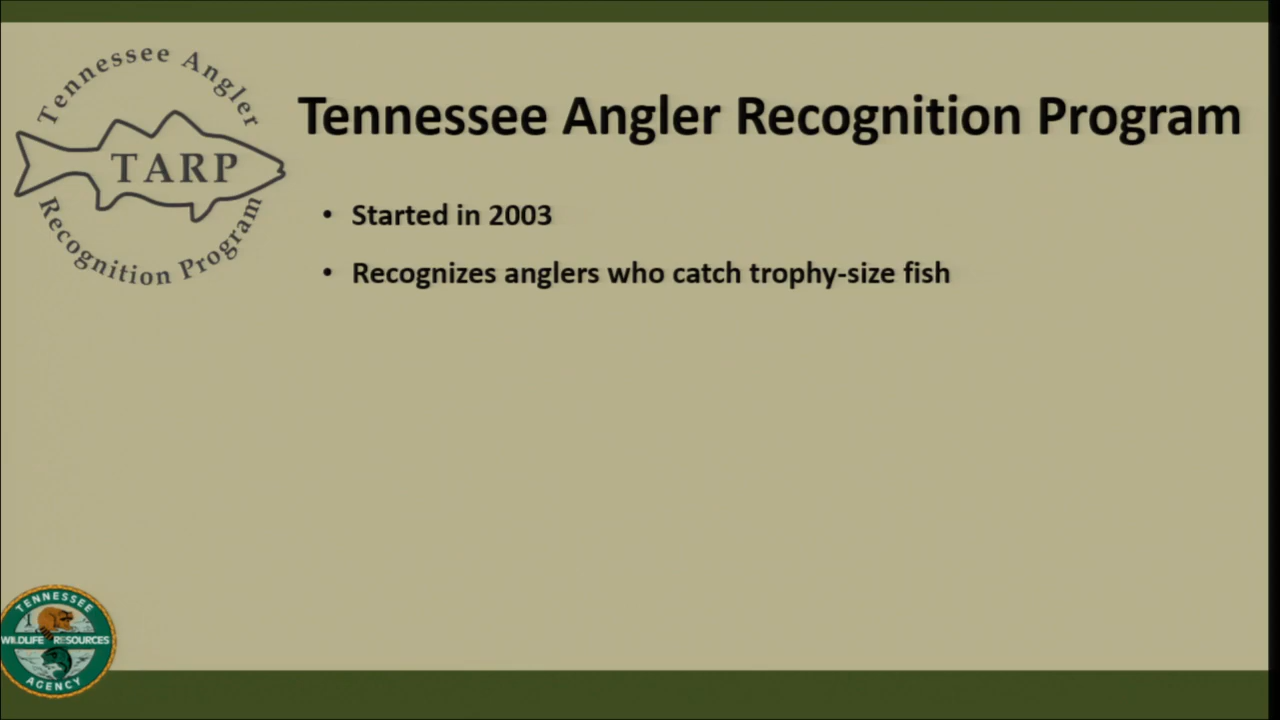 Tennessee Angler
TARP
Recognition Program
Tennessee Angler Recognition Program
• Started in 2003
• Recognizes anglers who catch trophy-size fish
TENNESSEE
WILDLIFE RESOURCES
AGENCY